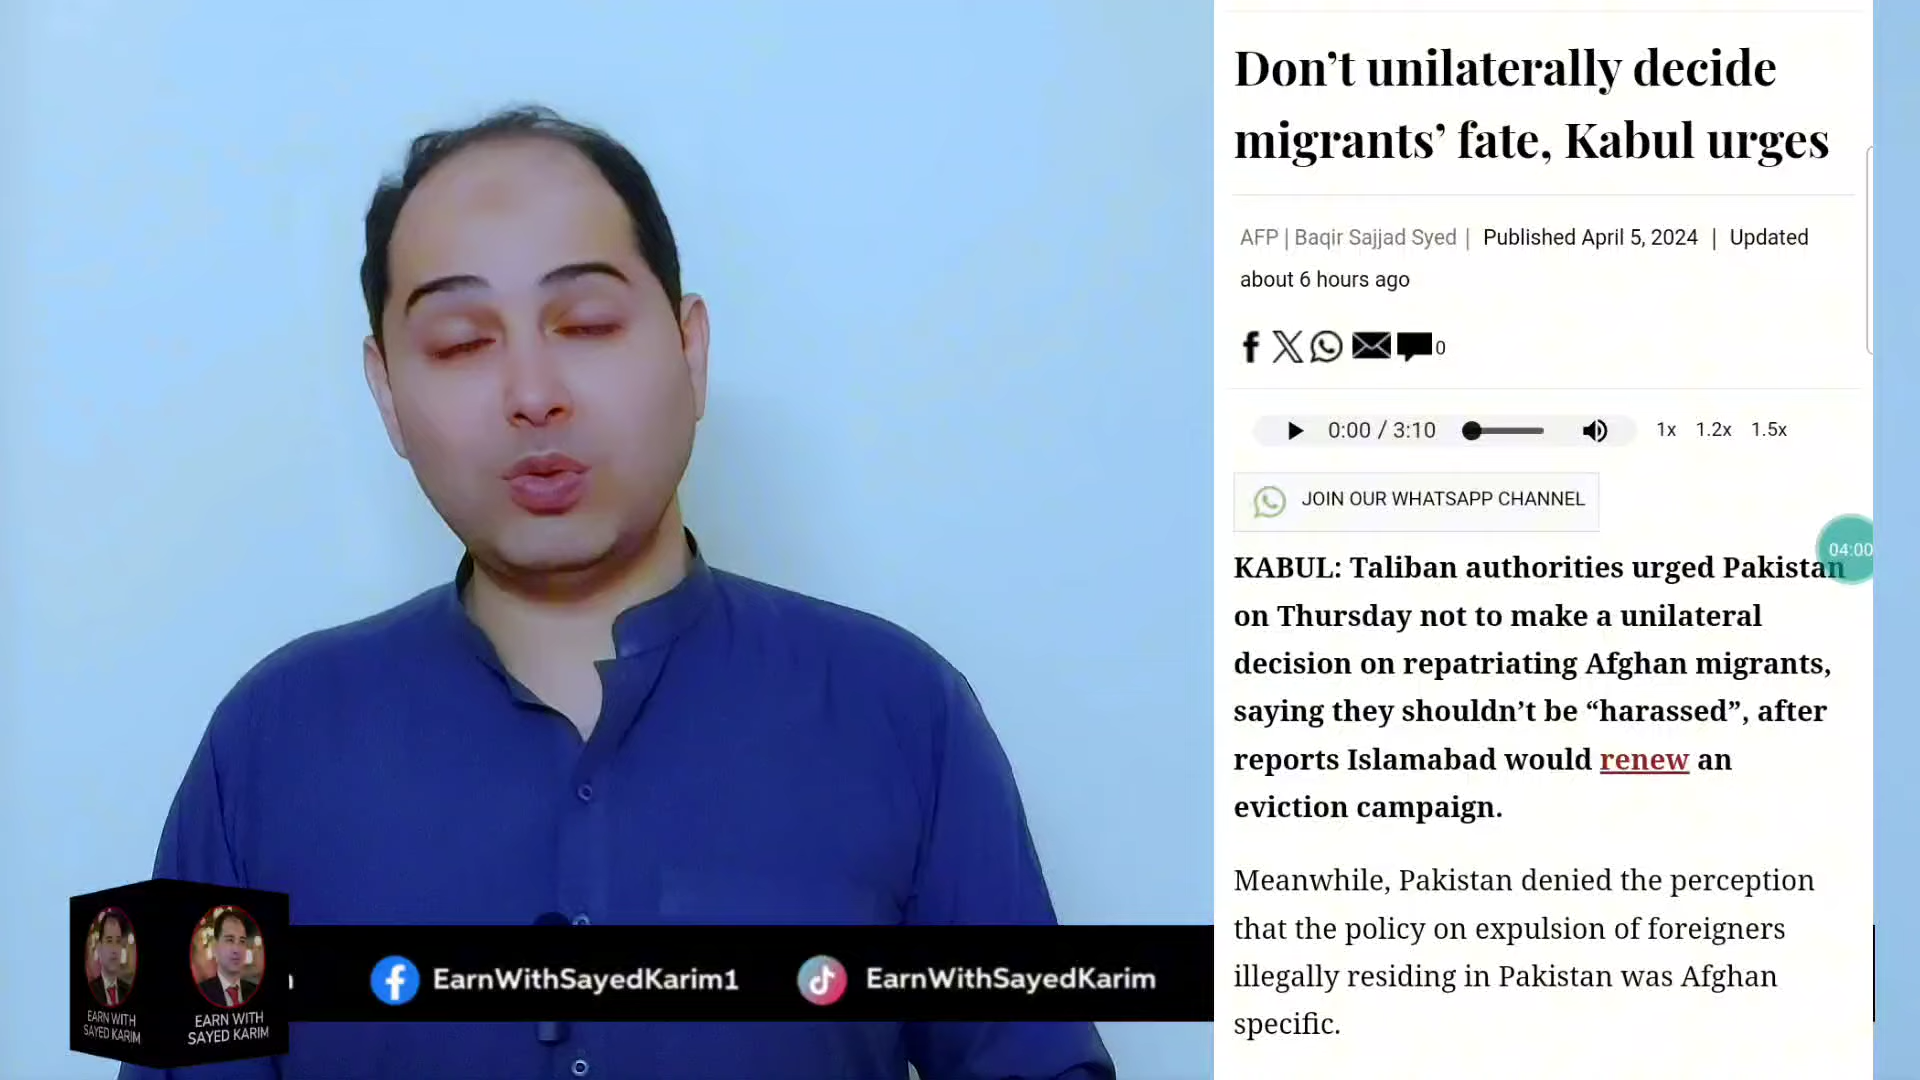 Don’t unilaterally decide
migrants’ fate, Kabul urges
AFP | Baqir Sajjad Syed | Published April 5, 2024 | Updated
about 6 hours ago
0
0:00 / 3:10 1x 1.2x 1.5x
JOIN OUR WHATSAPP CHANNEL
04:00
KABUL: Taliban authorities urged Pakistan
on Thursday not to make a unilateral
decision on repatriating Afghan migrants,
saying they shouldn’t be “harassed”, after
reports Islamabad would renew an
eviction campaign.
Meanwhile, Pakistan denied the perception
that the policy on expulsion of foreigners
illegally residing in Pakistan was Afghan
specific.
EARN WITH
SAYED KARIM
EARN WITH
SAYED KARIM
EarnWithSayedKarim1
EarnWithSayedKarim